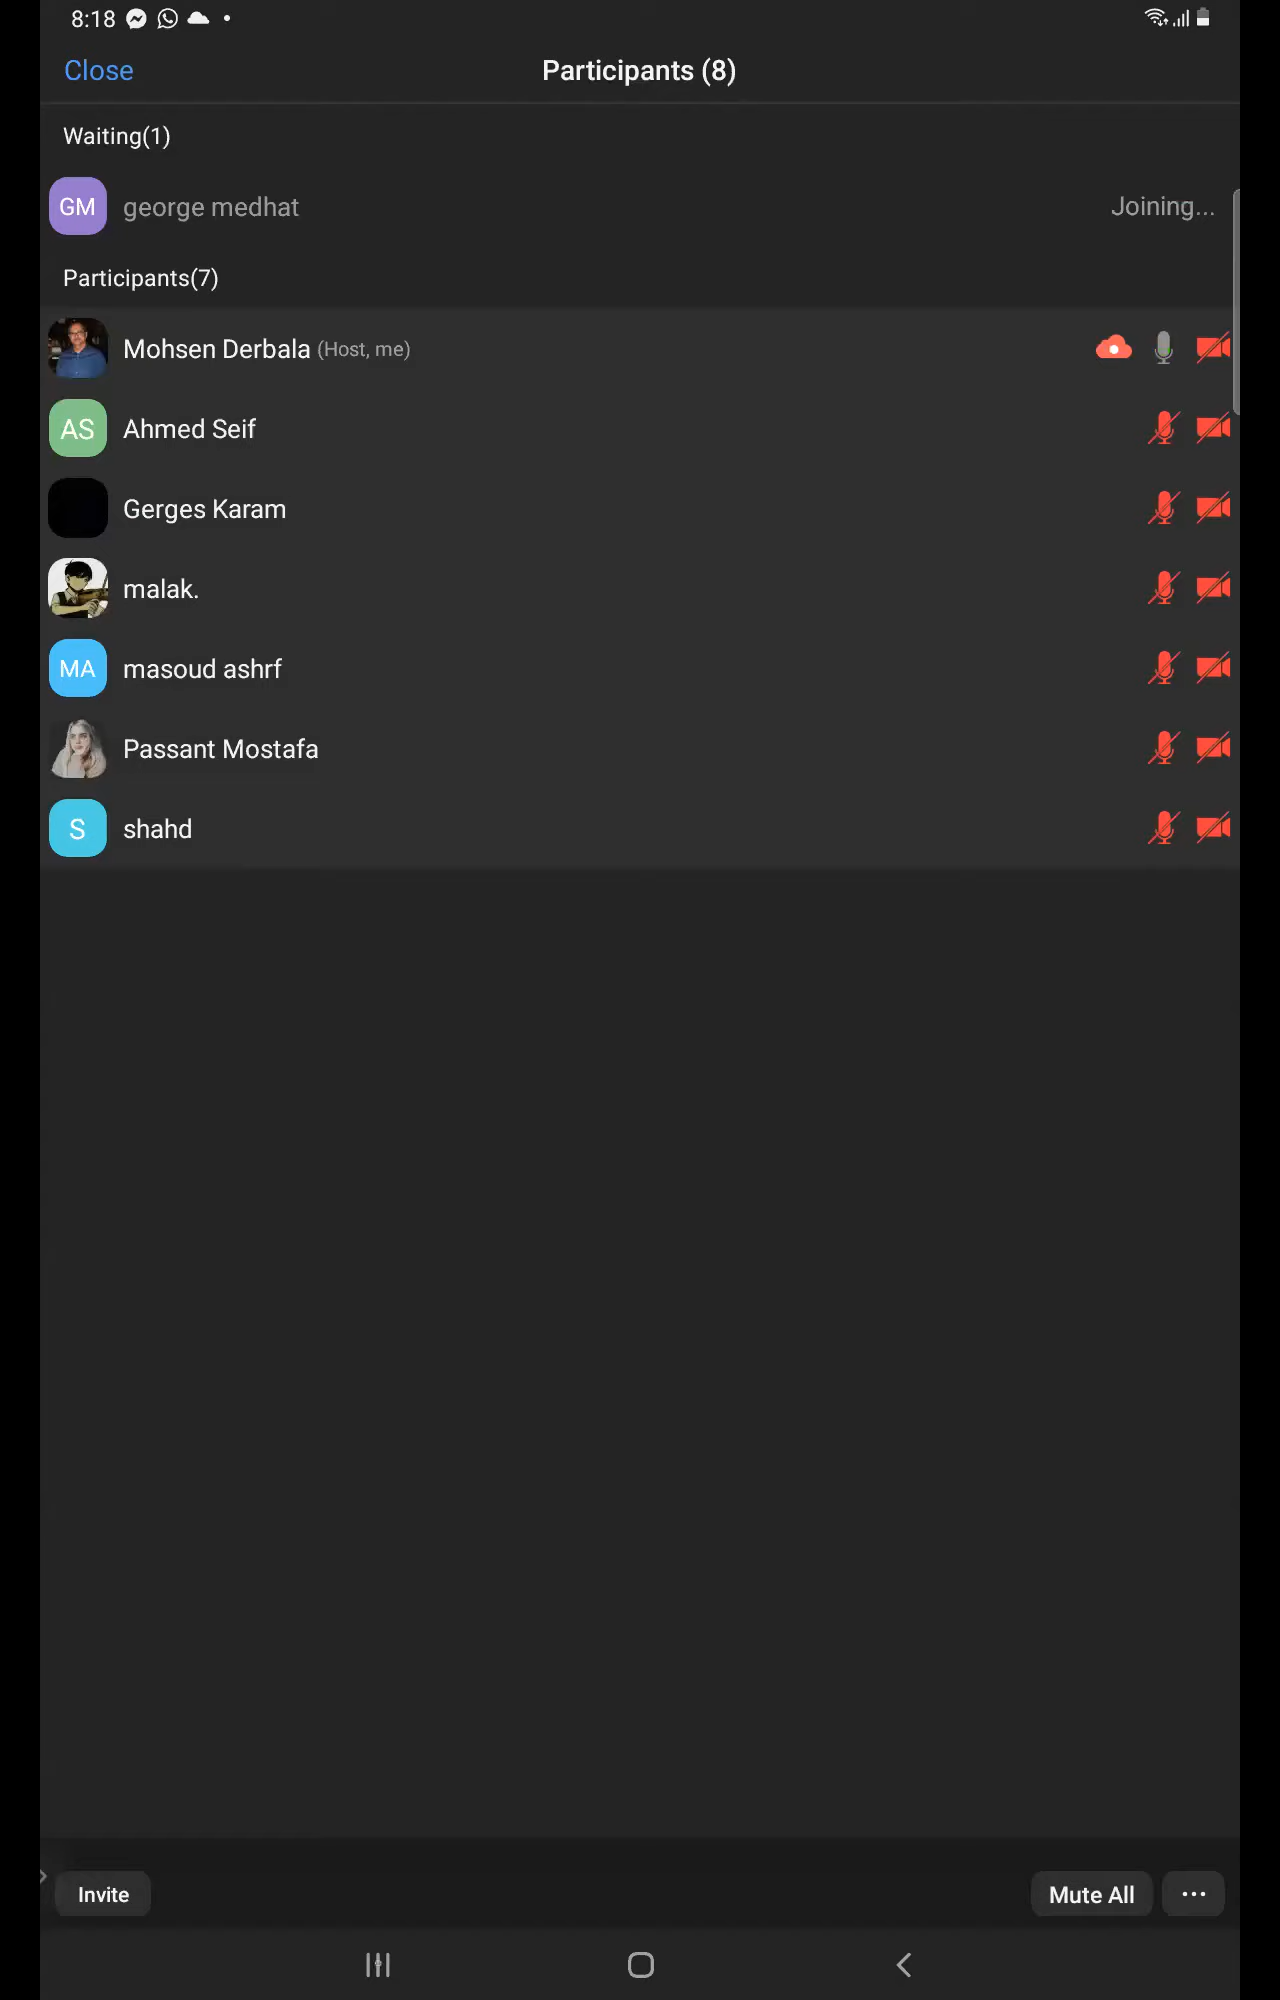 8:18
Close
Participants (8)
Waiting(1)
GM george medhat Joining...
Participants(7)
Mohsen Derbala (Host, me)
AS Ahmed Seif
Gerges Karam
malak.
MA masoud ashrf
Passant Mostafa
S shahd
Invite
Mute All